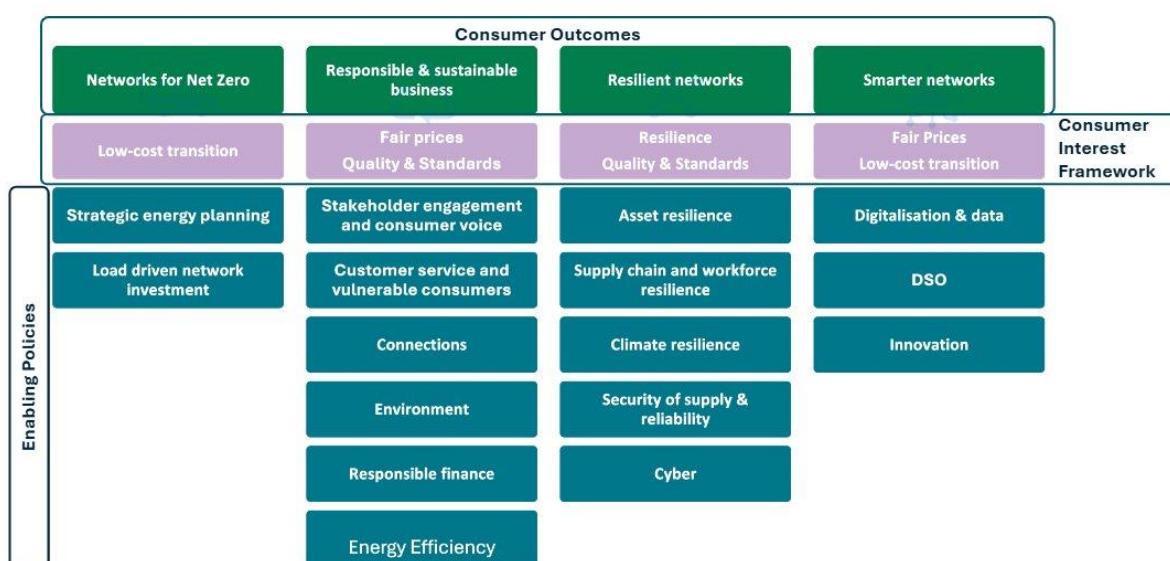 Consumer Outcomes
Networks for Net Zero
Responsible & sustainable
business
Resilient networks
Smarter networks
Low-cost transition
Fair prices
Quality & Standards
Resilience
Quality & Standards
Fair Prices
Low-cost transition
Consumer
Interest
Framework
Enabling Policies
Strategic energy planning
Load driven network
investment
Stakeholder engagement
and consumer voice
Customer service and
vulnerable consumers
Connections
Environment
Responsible finance
Energy Efficiency
Asset resilience
Supply chain and workforce
resilience
Climate resilience
Security of supply &
reliability
Cyber
Digitalisation & data
DSO
Innovation